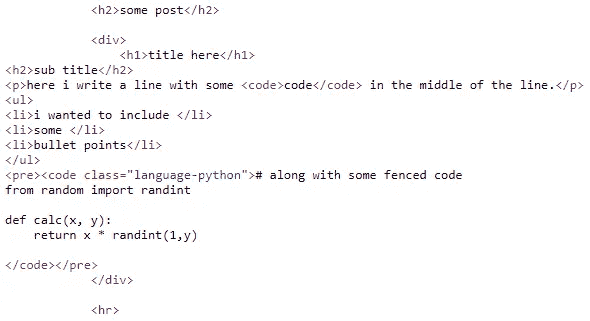 <h2>some post</h2>
<div>
<h1>title here</h1>
<h2>sub title</h2>
<p>here i write a line with some <code>code</code> in the middle of the line.</p>
<ul>
<li>i wanted to include </li>
<li>some </li>
<li>bullet points</li>
</ul>
<pre><code class="language-python"># along with some fenced code
from random import randint
def calc(x, y):
    return x * randint(1,y)
</code></pre>
</div>
<hr>